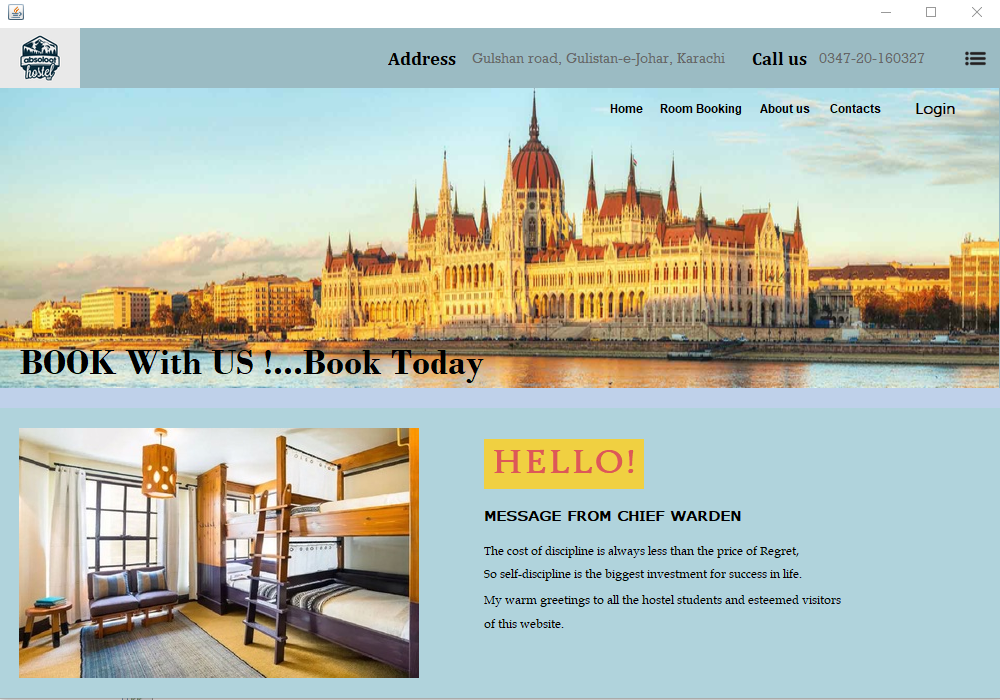 absoloot
hostel
Address Gulshan road, Gulistan-e-Johar, Karachi Call us 0347-20-160327
Home Room Booking About us Contacts Login
BOOK With US !...Book Today
HELLO!
MESSAGE FROM CHIEF WARDEN
The cost of discipline is always less than the price of Regret,
So self-discipline is the biggest investment for success in life.
My warm greetings to all the hostel students and esteemed visitors
of this website.